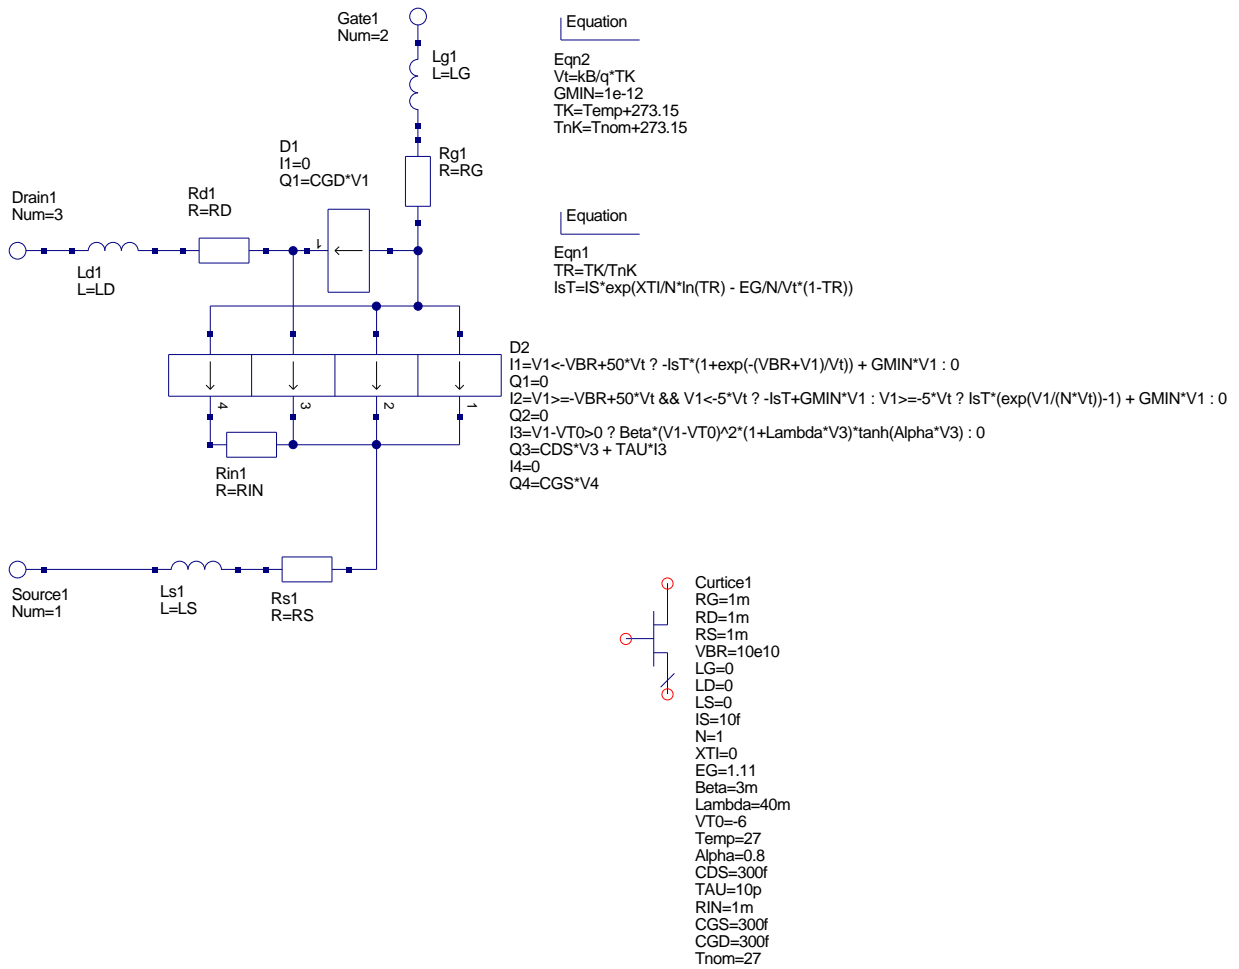 Gate1
Num=2
Lg1
L=LG
Equation
Eqn2
Vt=kB/q*TK
GMIN=1e-12
TK=Temp+273.15
TnK=Tnom+273.15
D1
I1=0
Q1=CGD*V1
Rg1
R=RG
Drain1
Num=3
Rd1
R=RD
1
Ld1
L=LD
Equation
Eqn1
TR=TK/TnK
IsT=IS*exp(XTI/N*ln(TR) - EG/N/Vt*(1-TR))
D2
I1=V1<-VBR+50*Vt ? -IsT*(1+exp(-(VBR+V1)/Vt)) + GMIN*V1 : 0
Q1=0
I2=V1>=-VBR+50*Vt && V1<-5*Vt ? -IsT+GMIN*V1 : V1>=-5*Vt ? IsT*(exp(V1/(N*Vt))-1) + GMIN*V1 : 0
Q2=0
I3=V1-VT0>0 ? Beta*(V1-VT0)^2*(1+Lambda*V3)*tanh(Alpha*V3) : 0
Q3=CDS*V3 + TAU*I3
I4=0
Q4=CGS*V4
4
3
2
1
Rin1
R=RIN
Source1
Num=1
Ls1
L=LS
Rs1
R=RS
Curtice1
RG=1m
RD=1m
RS=1m
VBR=10e10
LG=0
LD=0
LS=0
IS=10f
N=1
XTI=0
EG=1.11
Beta=3m
Lambda=40m
VT0=-6
Temp=27
Alpha=0.8
CDS=300f
TAU=10p
RIN=1m
CGS=300f
CGD=300f
Tnom=27